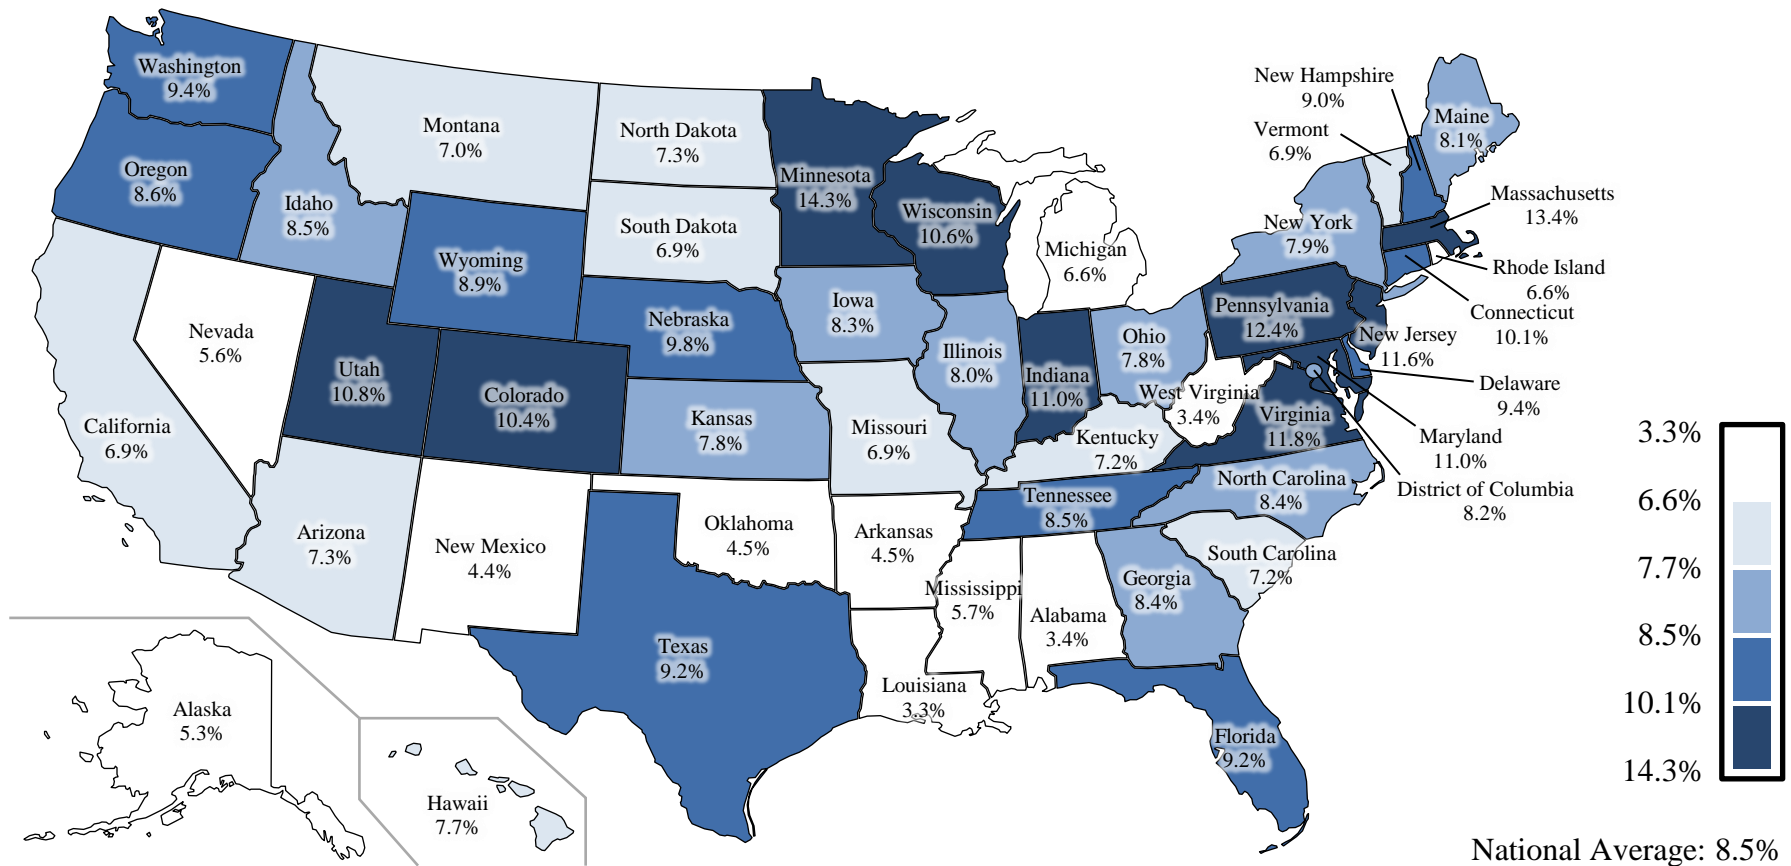 Washington
9.4%
Oregon
8.6%
Idaho
8.5%
Montana
7.0%
North Dakota
7.3%
South Dakota
6.9%
Minnesota
14.3%
Wisconsin
10.6%
Michigan
6.6%
Wyoming
8.9%
Nebraska
9.8%
Iowa
8.3%
Nevada
5.6%
Utah
10.8%
Colorado
10.4%
California
6.9%
Kansas
7.8%
Missouri
6.9%
Illinois
8.0%
Indiana
11.0%
Ohio
7.8%
Kentucky
7.2%
West Virginia
3.4%
Virginia
11.8%
Pennsylvania
12.4%
New York
7.9%
New Hampshire
9.0%
Vermont
6.9%
Maine
8.1%
Massachusetts
13.4%
Rhode Island
6.6%
Connecticut
10.1%
New Jersey
11.6%
Delaware
9.4%
Maryland
11.0%
District of Columbia
8.2%
North Carolina
8.4%
Tennessee
8.5%
South Carolina
7.2%
Georgia
8.4%
Alabama
3.4%
Mississippi
5.7%
Arkansas
4.5%
Oklahoma
4.5%
Louisiana
3.3%
Texas
9.2%
New Mexico
4.4%
Arizona
7.3%
Florida
9.2%
Alaska
5.3%
Hawaii
7.7%
3.3%
6.6%
7.7%
8.5%
10.1%
14.3%
National Average: 8.5%